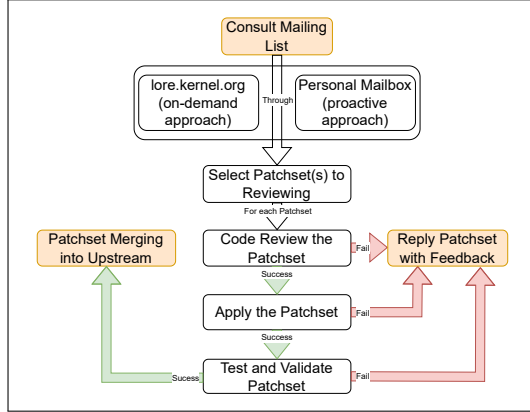 Consult Mailing
List
lore.kernel.org
(on-demand
approach)
Through
Personal Mailbox
(proactive
approach)
Select Patchset(s) to
Reviewing
For each Patchset
Patchset Merging
into Upstream
Code Review the
Patchset
Fail
Reply Patchset
with Feedback
Success
Apply the Patchset
Fail
Success
Sucess
Test and Validate
Patchset
Fail